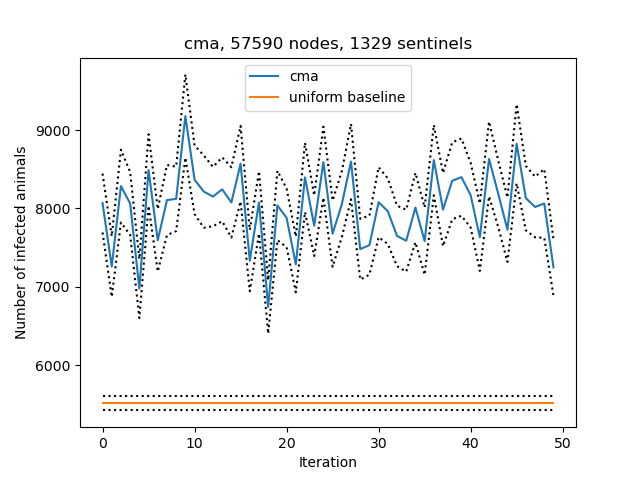 cma, 57590 nodes, 1329 sentinels
cma
uniform baseline
9000
8000
7000
6000
Number of infected animals
0 10 20 30 40 50
Iteration